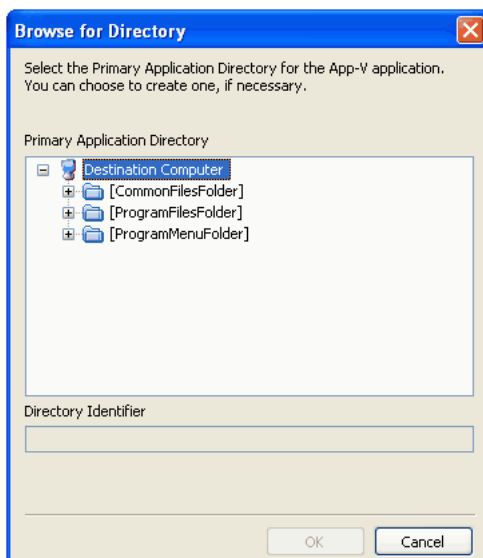 Browse for Directory
Select the Primary Application Directory for the App-V application.
You can choose to create one, if necessary.
Primary Application Directory
Destination Computer
[CommonFilesFolder]
[ProgramFilesFolder]
[ProgramMenuFolder]
Directory Identifier
OK
Cancel